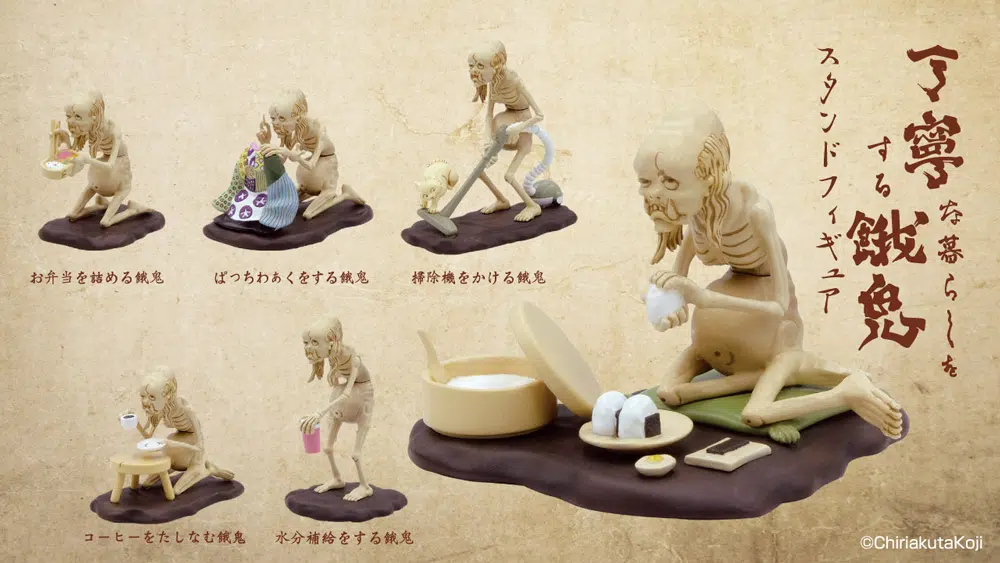 丁寧な暮らしを
する餓鬼
スタンドフィギュア
お弁当を詰める餓鬼
ぱっちわぁくをする餓鬼
掃除機をかける餓鬼
コーヒーをたしなむ餓鬼
水分補給をする餓鬼
©ChiriakutaKoji